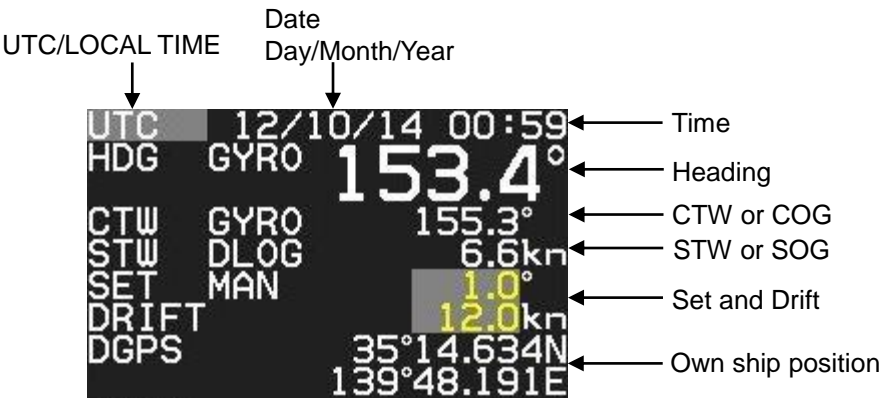 Date
Day/Month/Year
UTC/LOCAL TIME
UTC 12/10/14 00:59
Time
HDG GYRO 153.4°
Heading
CTW GYRO 155.3°
CTW or COG
STW DLOG 6.6kn
STW or SOG
SET MAN 1.0°
DRIFT 12.0kn
Set and Drift
DGPS 35°14.634N
139°48.191E
Own ship position